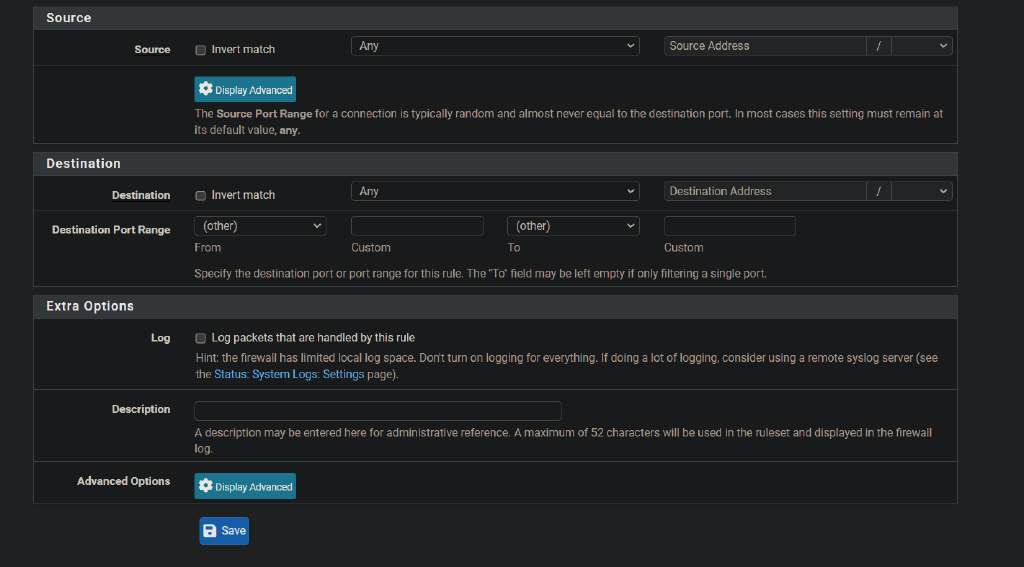 Source
Source Invert match Any Source Address /
Display Advanced
The Source Port Range for a connection is typically random and almost never equal to the destination port. In most cases this setting must remain at
its default value, any.
Destination
Destination Invert match Any Destination Address /
Destination Port Range (other) (other)
From Custom To Custom
Specify the destination port or port range for this rule. The "To" field may be left empty if only filtering a single port.
Extra Options
Log Log packets that are handled by this rule
Hint: the firewall has limited local log space. Don't turn on logging for everything. If doing a lot of logging, consider using a remote syslog server (see
the Status: System Logs: Settings page).
Description
A description may be entered here for administrative reference. A maximum of 52 characters will be used in the ruleset and displayed in the firewall
log.
Advanced Options Display Advanced
Save